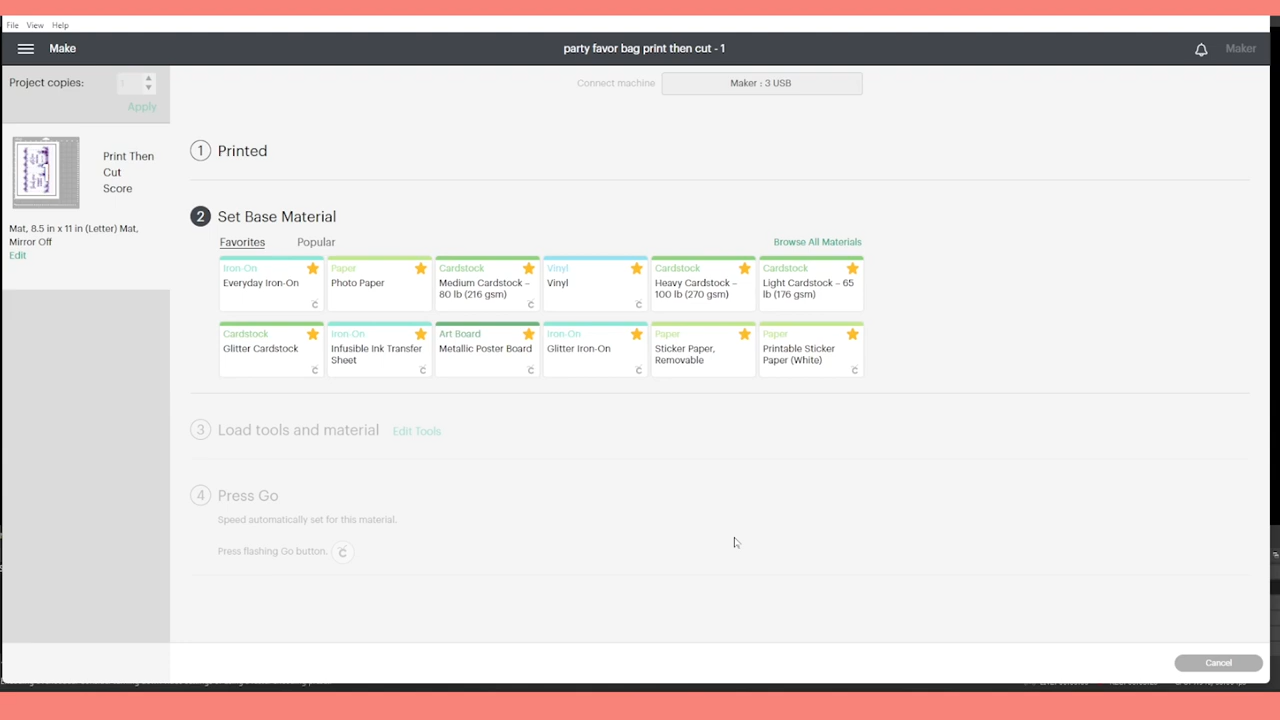 File View Help
Make
party favor bag print then cut - 1
Maker
Project copies:
1
Apply
Connect machine
Maker : 3 USB
Print Then
Cut
Score
Mat, 8.5 in x 11 in (Letter) Mat,
Mirror Off
Edit
1 Printed
2 Set Base Material
Favorites Popular Browse All Materials
Iron-On
Everyday Iron-On
Paper
Photo Paper
Cardstock
Medium Cardstock –
80 lb (216 gsm)
Vinyl
Vinyl
Cardstock
Heavy Cardstock –
100 lb (270 gsm)
Cardstock
Light Cardstock – 65
lb (176 gsm)
Cardstock
Glitter Cardstock
Iron-On
Infusible Ink Transfer
Sheet
Art Board
Metallic Poster Board
Iron-On
Glitter Iron-On
Paper
Sticker Paper,
Removable
Paper
Printable Sticker
Paper (White)
3 Load tools and material Edit Tools
4 Press Go
Speed automatically set for this material.
Press flashing Go button.
Cancel